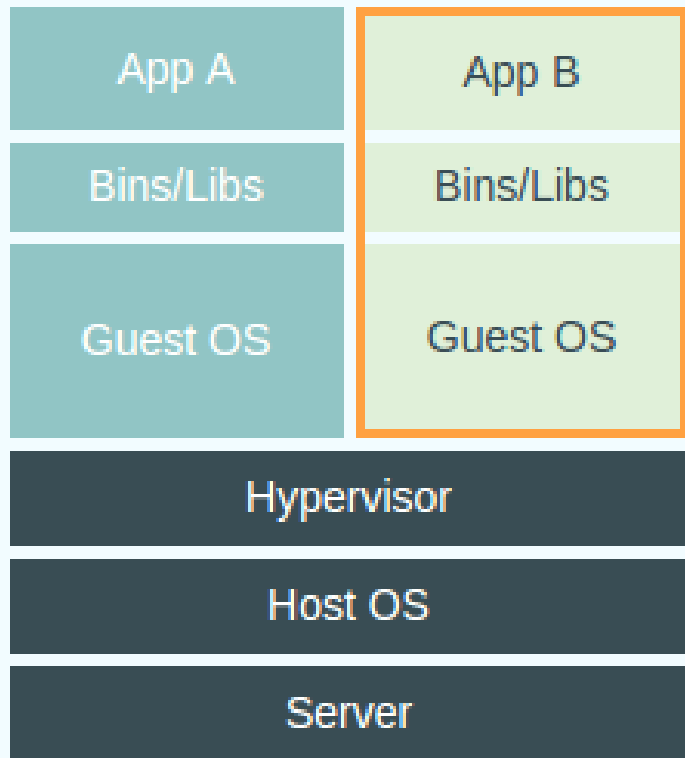 App A
App B
Bins/Libs
Bins/Libs
Guest OS
Guest OS
Hypervisor
Host OS
Server